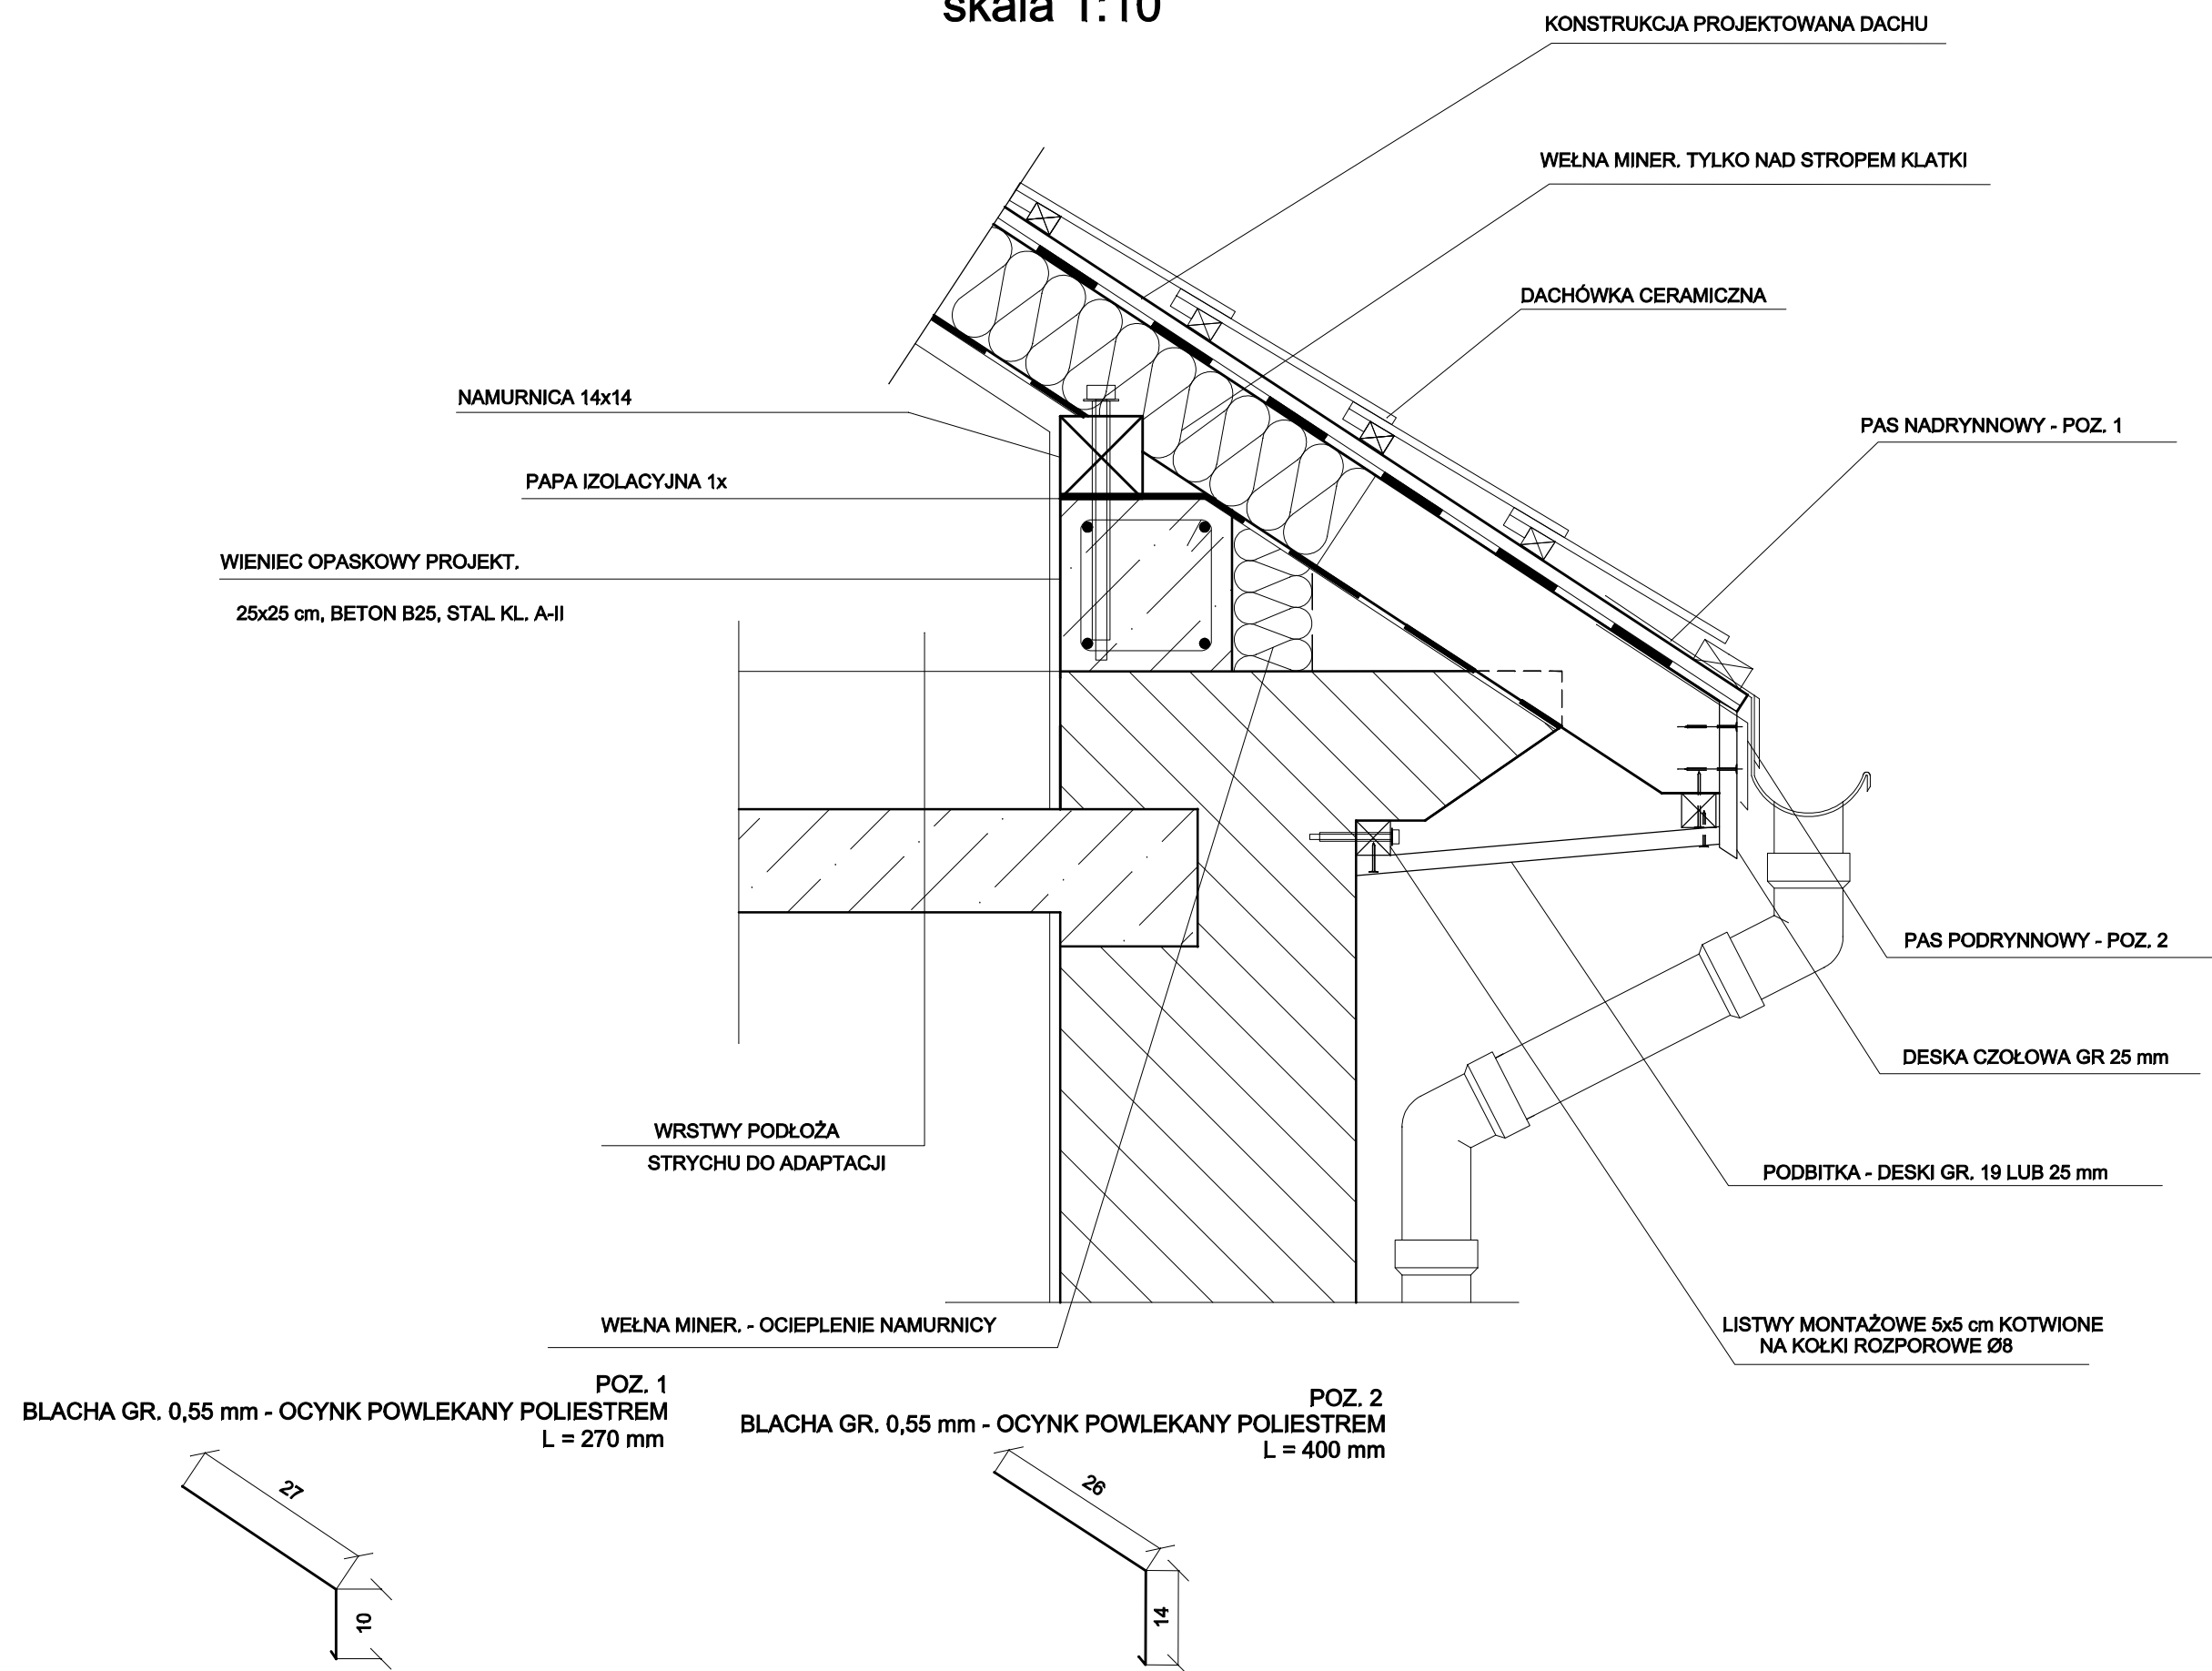 skala 1:10
KONSTRUKCJA PROJEKTOWANA DACHU
WEŁNA MINER. TYLKO NAD STROPEM KLATKI
DACHÓWKA CERAMICZNA
NAMURNICA 14x14
PAS NADRYNNOWY - POZ. 1
PAPA IZOLACYJNA 1x
WIENIEC OPASKOWY PROJEKT.
25x25 cm, BETON B25, STAL KL. A-II
PAS PODRYNNOWY - POZ. 2
DESKA CZOŁOWA GR 25 mm
WRSTWY PODŁOŻA
STRYCHU DO ADAPTACJI
PODBITKA - DESKI GR. 19 LUB 25 mm
WEŁNA MINER. - OCIEPLENIE NAMURNICY
LISTWY MONTAŻOWE 5x5 cm KOTWIONE
NA KOŁKI ROZPOROWE Ø8
POZ. 1
BLACHA GR. 0,55 mm - OCYNK POWLEKANY POLIESTREM
L = 270 mm
27
10
POZ. 2
BLACHA GR. 0,55 mm - OCYNK POWLEKANY POLIESTREM
L = 400 mm
26
14